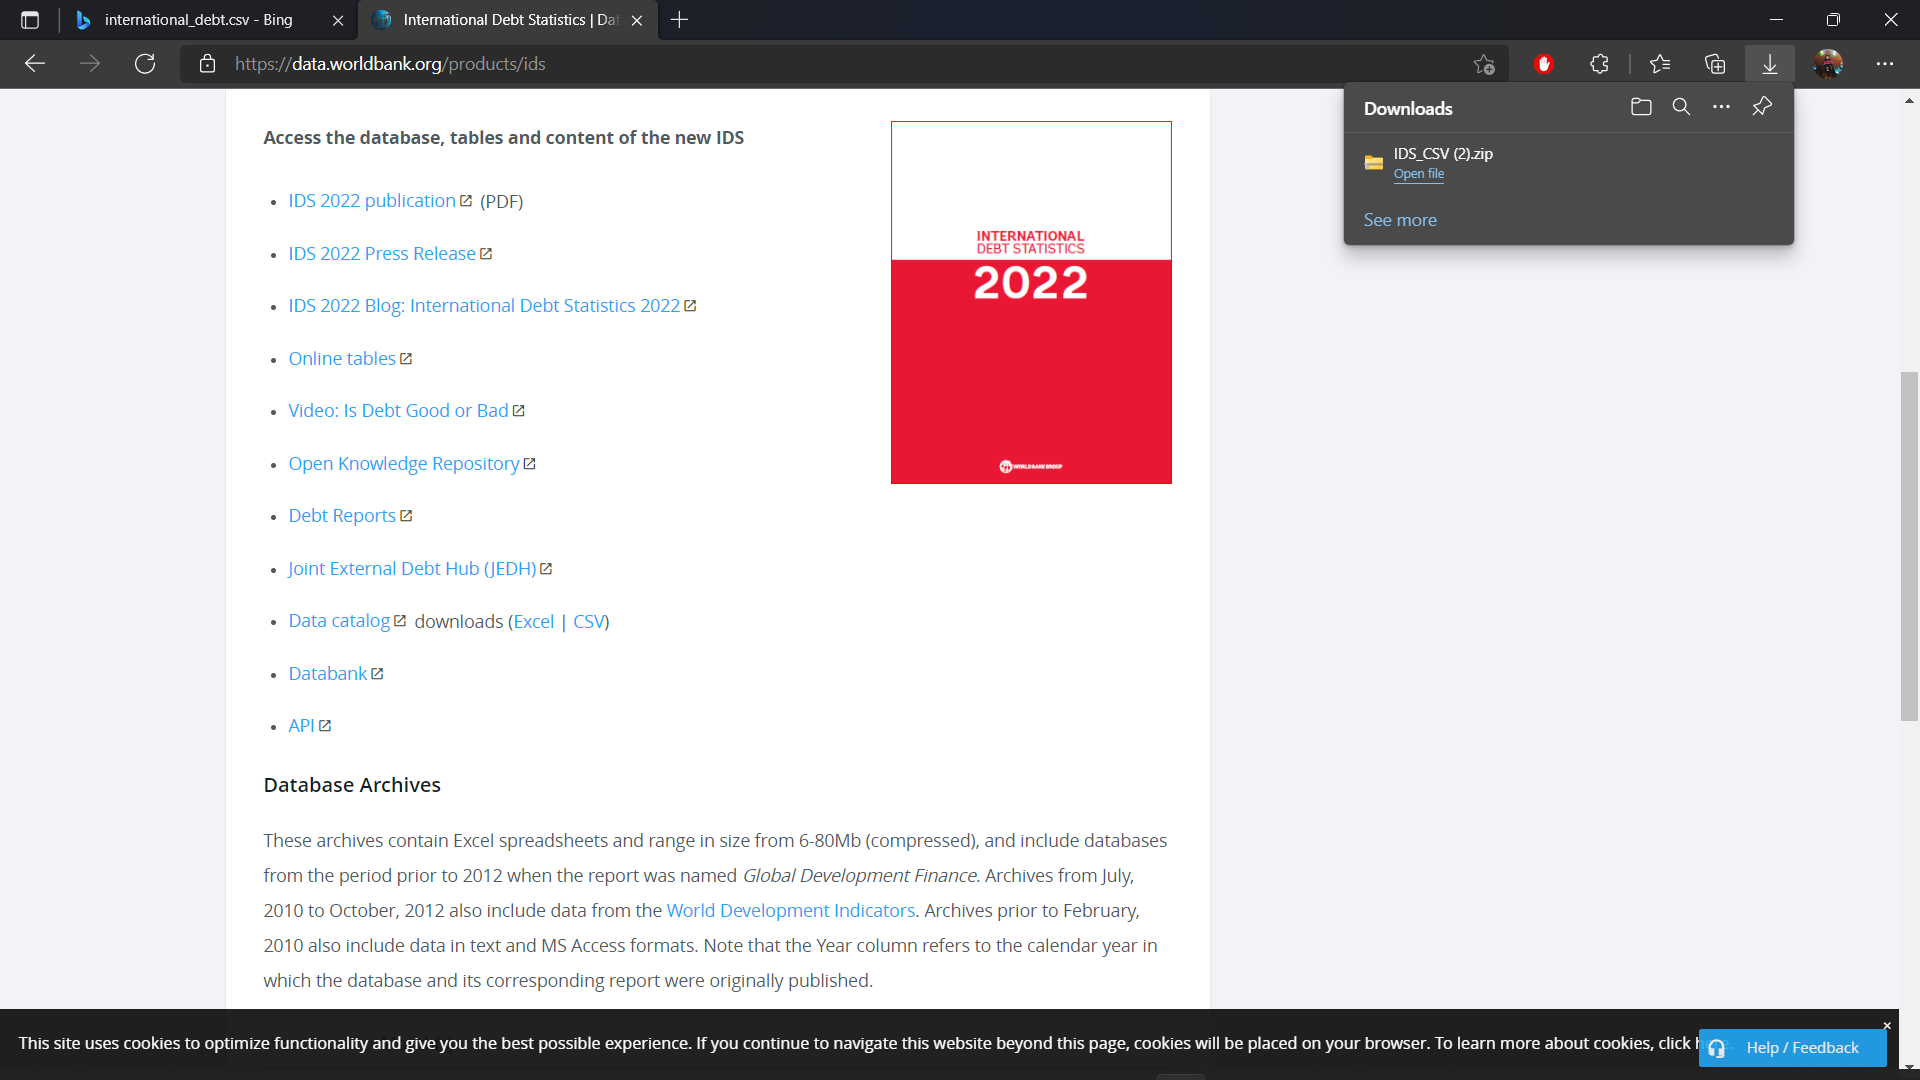 international_debt.csv - Bing
International Debt Statistics | Dat
https://data.worldbank.org/products/ids
Downloads
IDS_CSV (2).zip
Open file
See more
Access the database, tables and content of the new IDS
IDS 2022 publication (PDF)
IDS 2022 Press Release
IDS 2022 Blog: International Debt Statistics 2022
Online tables
Video: Is Debt Good or Bad
Open Knowledge Repository
Debt Reports
Joint External Debt Hub (JEDH)
Data catalog downloads (Excel | CSV)
Databank
API
INTERNATIONAL
DEBT STATISTICS
2022
WORLD BANK GROUP
Database Archives
These archives contain Excel spreadsheets and range in size from 6-80Mb (compressed), and include databases
from the period prior to 2012 when the report was named Global Development Finance. Archives from July,
2010 to October, 2012 also include data from the World Development Indicators. Archives prior to February,
2010 also include data in text and MS Access formats. Note that the Year column refers to the calendar year in
which the database and its corresponding report were originally published.
This site uses cookies to optimize functionality and give you the best possible experience. If you continue to navigate this website beyond this page, cookies will be placed on your browser. To learn more about cookies, click
Help / Feedback